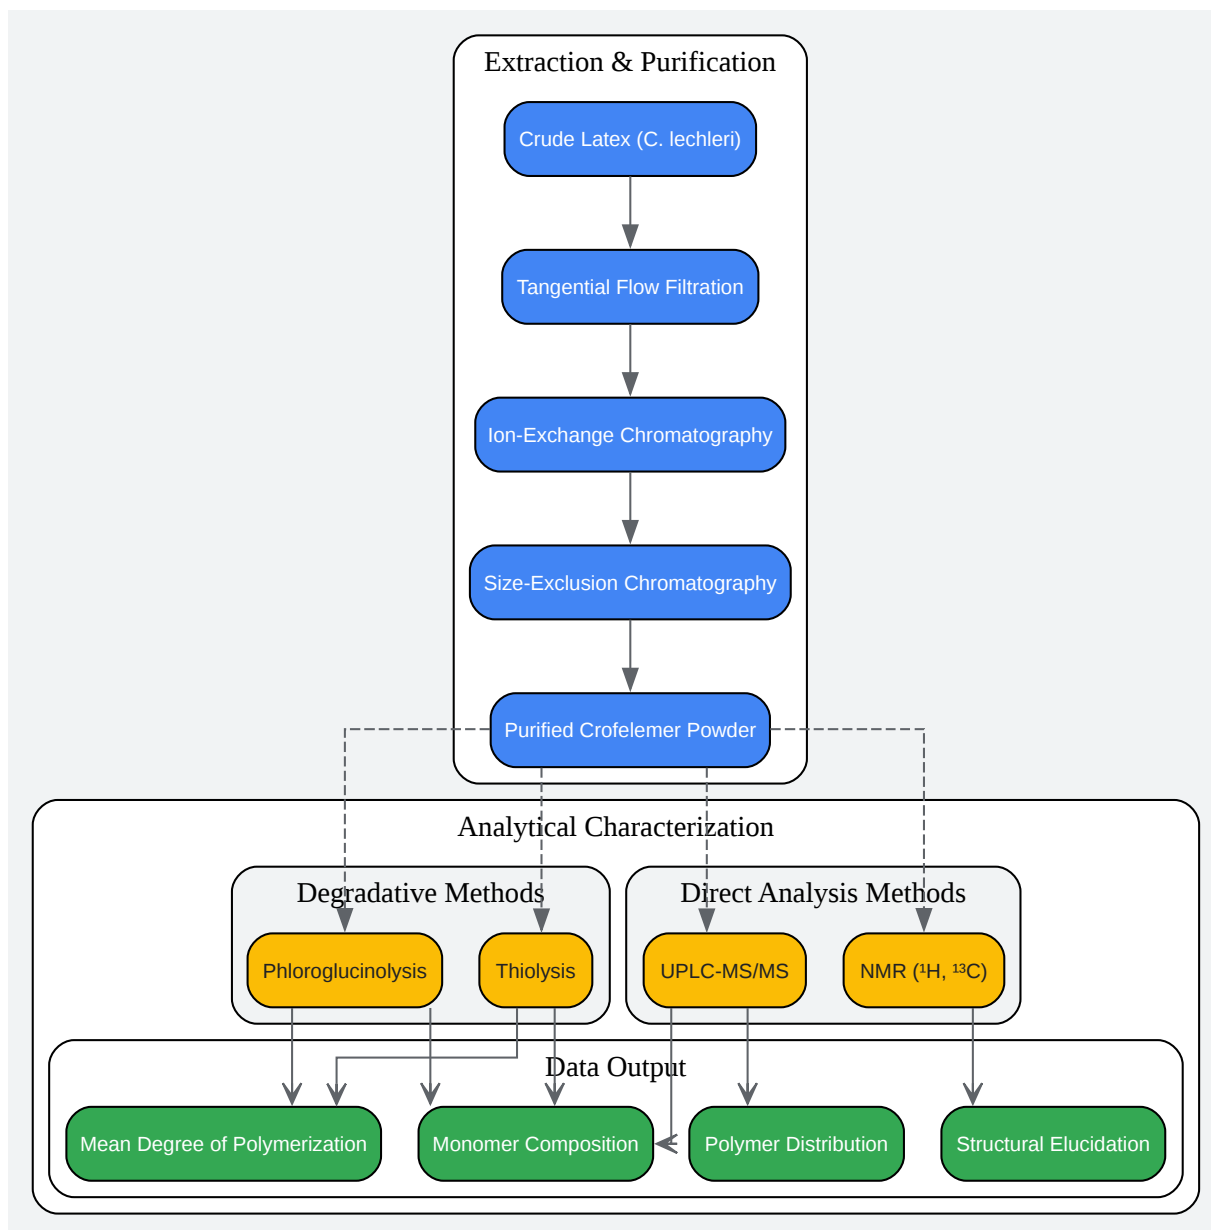 Extraction & Purification
Crude Latex (C. lechleri)
Tangential Flow Filtration
Ion-Exchange Chromatography
Size-Exclusion Chromatography
Purified Crofelemer Powder
Analytical Characterization
Degradative Methods
Direct Analysis Methods
Phloroglucinolysis
Thiolysis
UPLC-MS/MS
NMR (¹H, ¹³C)
Data Output
Mean Degree of Polymerization
Monomer Composition
Polymer Distribution
Structural Elucidation